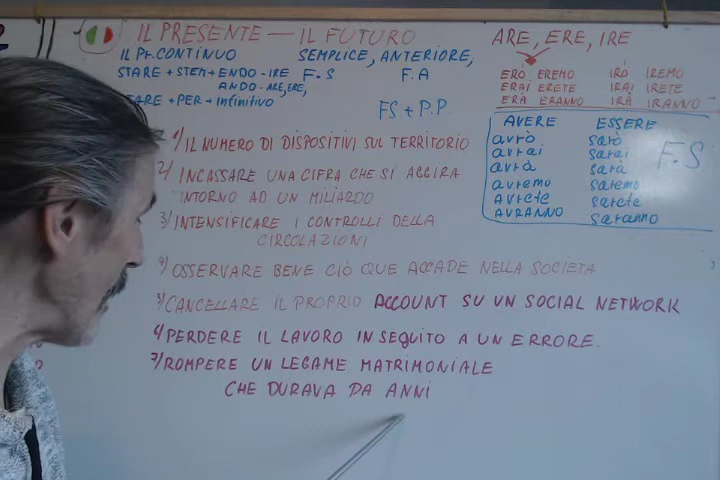 IL PRESENTE — IL FUTURO
ARE, ERE, IRE
IL Pr. CONTINUO
SEMPLICE, ANTERIORE,
STARE + STEM + ENDO - IRE
F.S
F.A
ANDO - ARE, ERE,
STARE + PER + Infinitivo
FS + P.P.
ERÒ EREMO
ERAI ERETE
ERÀ ERANNO
IRÒ IREMO
IRAI IRETE
IRÀ IRANNO
AVERE
avrò
avrai
avrà
avremo
Avrete
AVRANNO
ESSERE
sarò
sarai
sarà
saremo
sarete
saranno
F.S
1/ IL NUMERO DI DISPOSITIVI SUL TERRITORIO
2/ INCASSARE UNA CIFRA CHE SI AGGIRA
INTORNO AD UN MILIARDO
3/ INTENSIFICARE I CONTROLLI DELLA
CIRCOLAZIONI
4/ OSSERVARE BENE CIÒ QUE ACCADE NELLA SOCIETÀ
5/ CANCELLARE IL PROPRIO ACCOUNT SU UN SOCIAL NETWORK
6/ PERDERE IL LAVORO IN SEGUITO A UN ERRORE.
7/ ROMPERE UN LEGAME MATRIMONIALE
CHE DURAVA DA ANNI